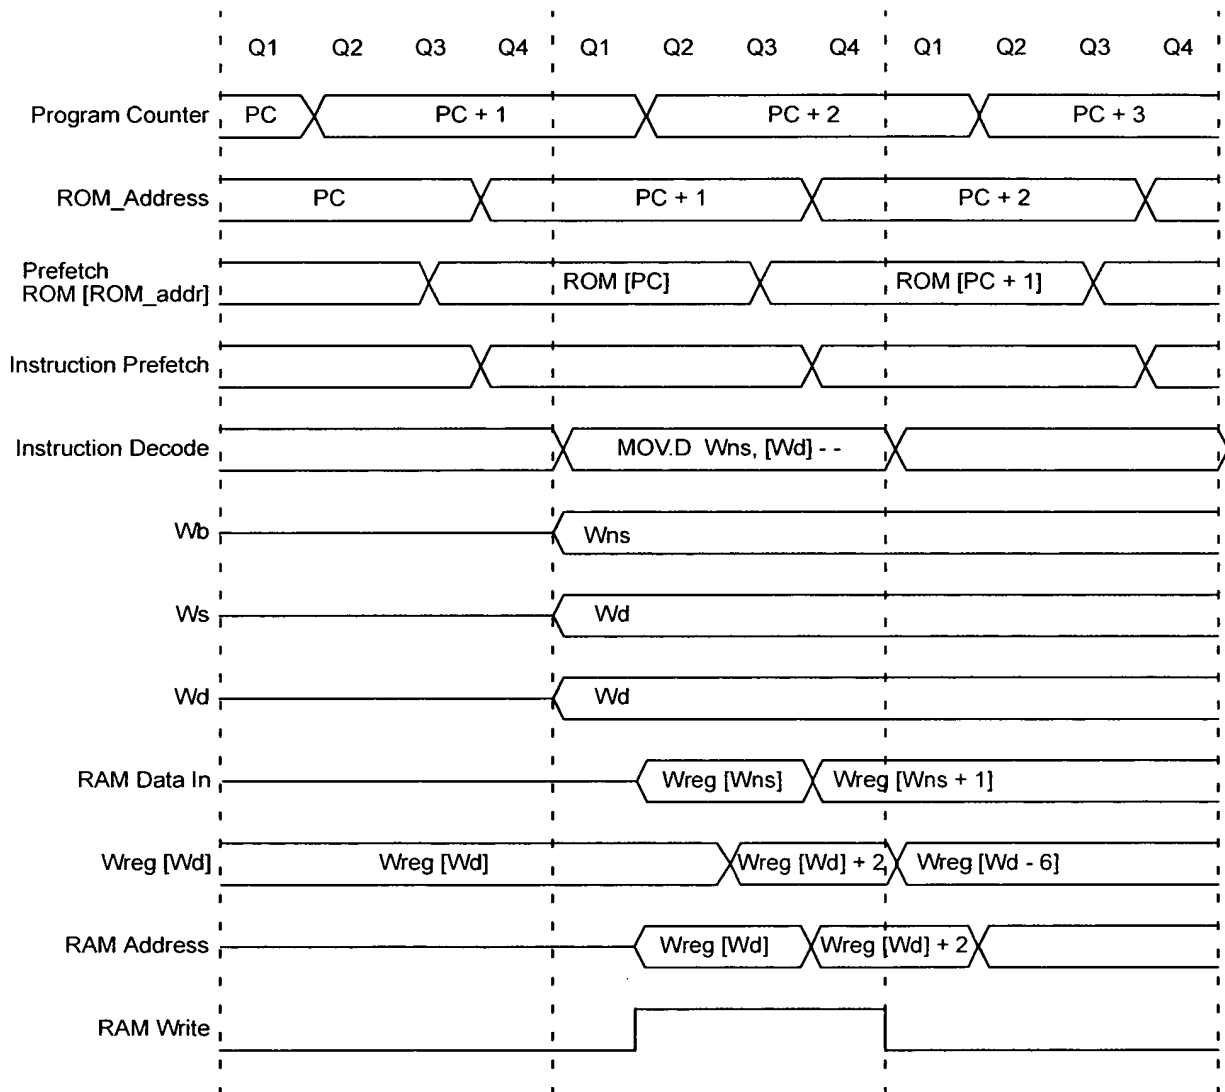 Q1 Q2 Q3 Q4 Q1 Q2 Q3 Q4 Q1 Q2 Q3 Q4
Program Counter PC PC + 1 PC + 2 PC + 3
ROM_Address PC PC + 1 PC + 2
Prefetch
ROM [ROM_addr] ROM [PC] ROM [PC + 1]
Instruction Prefetch
Instruction Decode MOV.D Wns, [Wd] - -
Wb Wns
Ws Wd
Wd Wd
RAM Data In Wreg [Wns] Wreg [Wns + 1]
Wreg [Wd] Wreg [Wd] Wreg [Wd] + 2 Wreg [Wd - 6]
RAM Address Wreg [Wd] Wreg [Wd] + 2
RAM Write